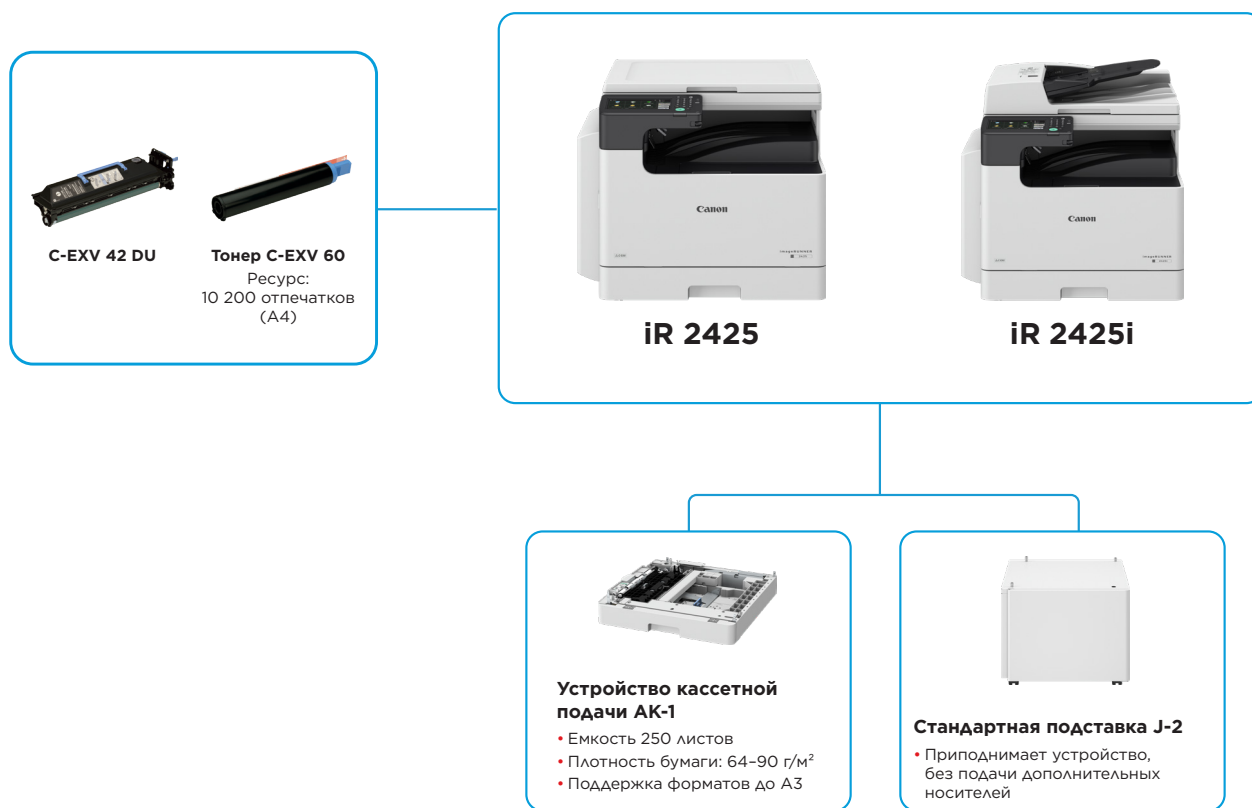 C-EXV 42 DU
Тонер C-EXV 60
Ресурс:
10 200 отпечатков
(A4)
Canon
Canon
iR 2425
iR 2425i
Устройство кассетной
подачи AK-1
• Емкость 250 листов
• Плотность бумаги: 64–90 г/м²
• Поддержка форматов до A3
Стандартная подставка J-2
• Приподнимает устройство,
без подачи дополнительных
носителей